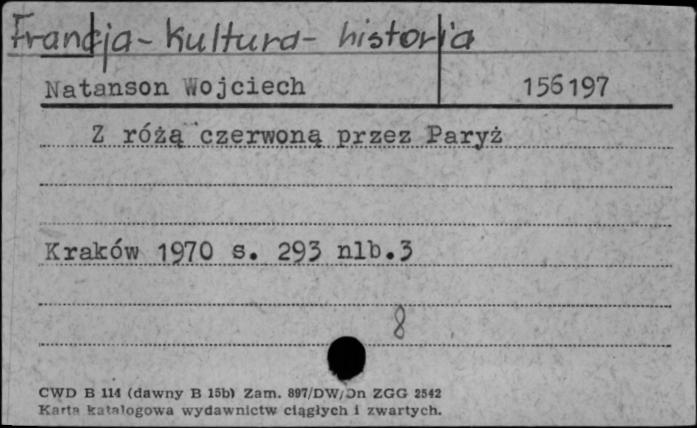 Francja - kultura - historja
Natanson Wojciech 156197
Z różą czerwoną przez Paryż
Kraków 1970 s. 293 nlb.3
8
CWD B 114 (dawny B 15b) Zam. 897/DW/Dn ZGG 2542
Karta katalogowa wydawnictw ciągłych i zwartych.